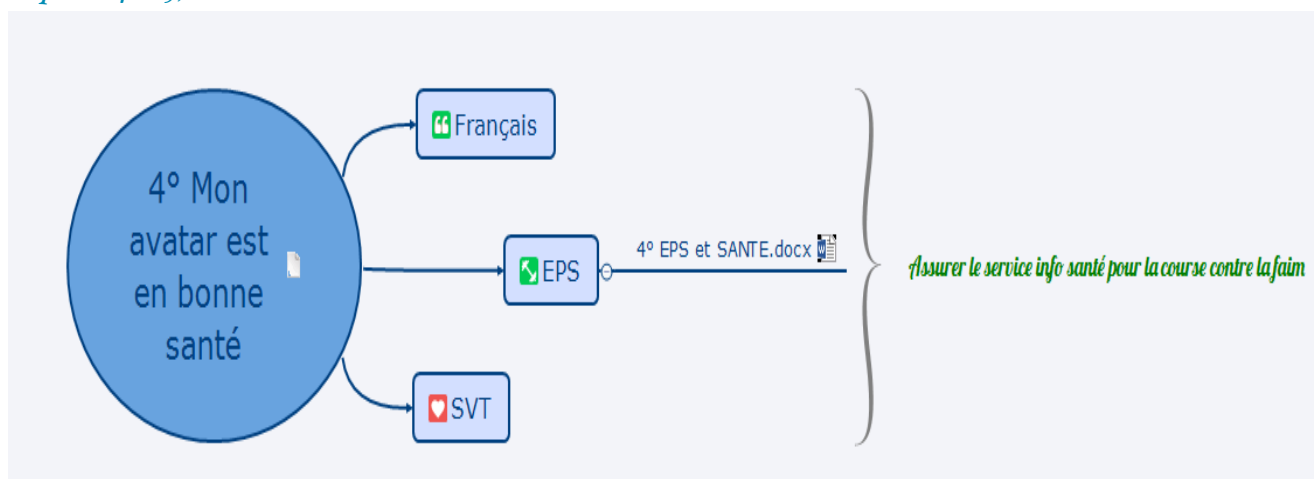 4° Mon
avatar est
en bonne
santé
Français
EPS
4° EPS et SANTE.docx
SVT
Assurer le service info santé pour la course contre la faim